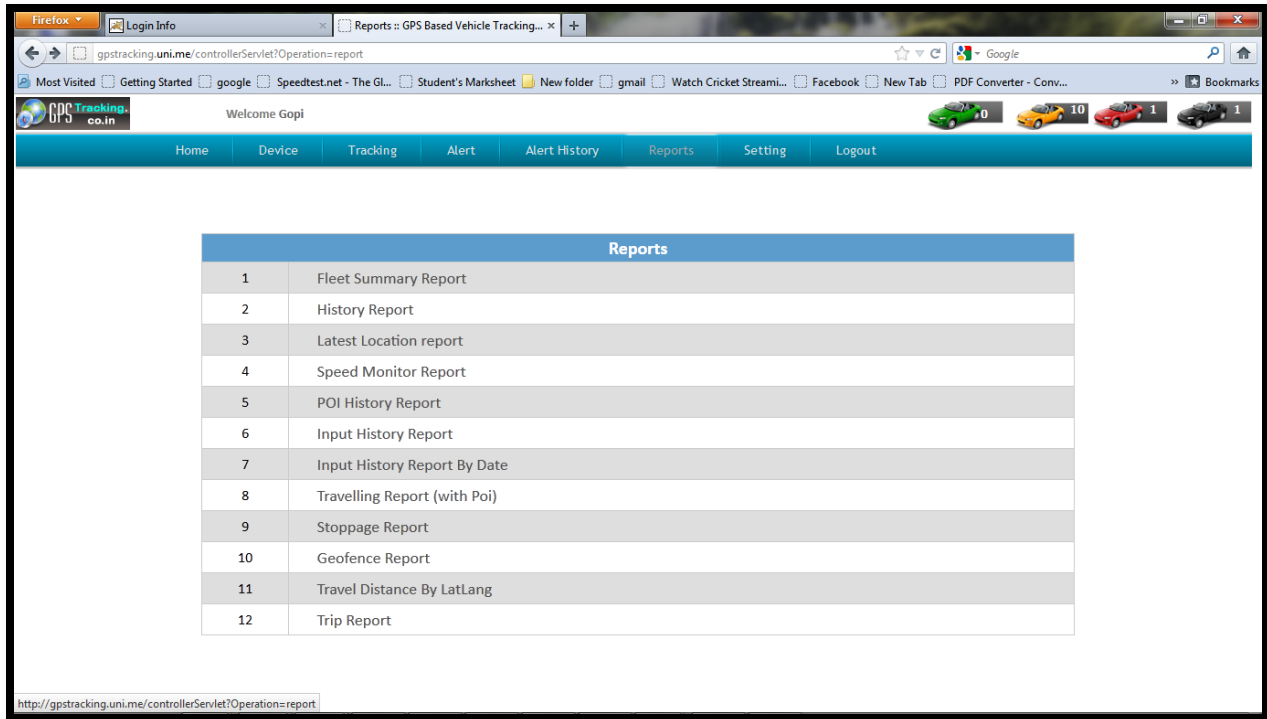 Firefox
Login Info
Reports :: GPS Based Vehicle Tracking...
gpstracking.uni.me/controllerServlet?Operation=report
Google
Most Visited Getting Started google Speedtest.net - The Gl... Student's Marksheet New folder gmail Watch Cricket Streami... Facebook New Tab PDF Converter - Conv... » Bookmarks
GPS Tracking.
co.in
Welcome Gopi
0 10 1 1
Home Device Tracking Alert Alert History Reports Setting Logout
Reports
1 Fleet Summary Report
2 History Report
3 Latest Location report
4 Speed Monitor Report
5 POI History Report
6 Input History Report
7 Input History Report By Date
8 Travelling Report (with Poi)
9 Stoppage Report
10 Geofence Report
11 Travel Distance By LatLang
12 Trip Report
http://gpstracking.uni.me/controllerServlet?Operation=report